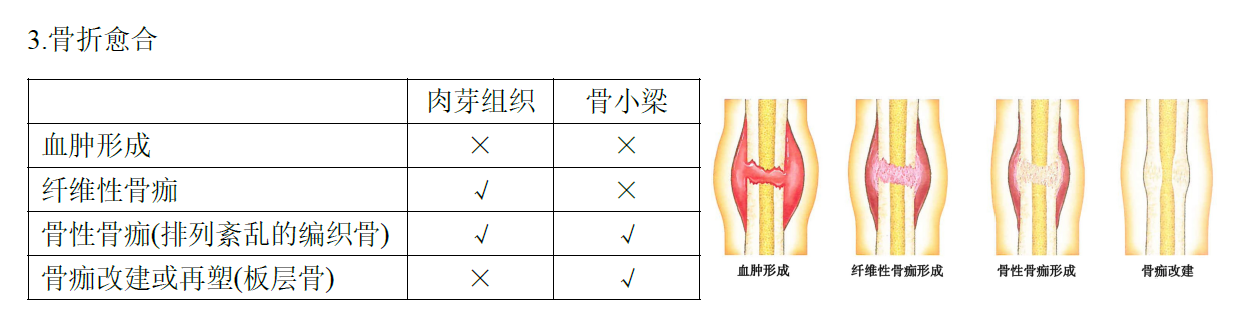 3.骨折愈合
肉芽组织 骨小梁
血肿形成 × ×
纤维性骨痂 √ ×
骨性骨痂(排列紊乱的编织骨) √ √
骨痂改建或再塑(板层骨) × √
血肿形成 纤维性骨痂形成 骨性骨痂形成 骨痂改建